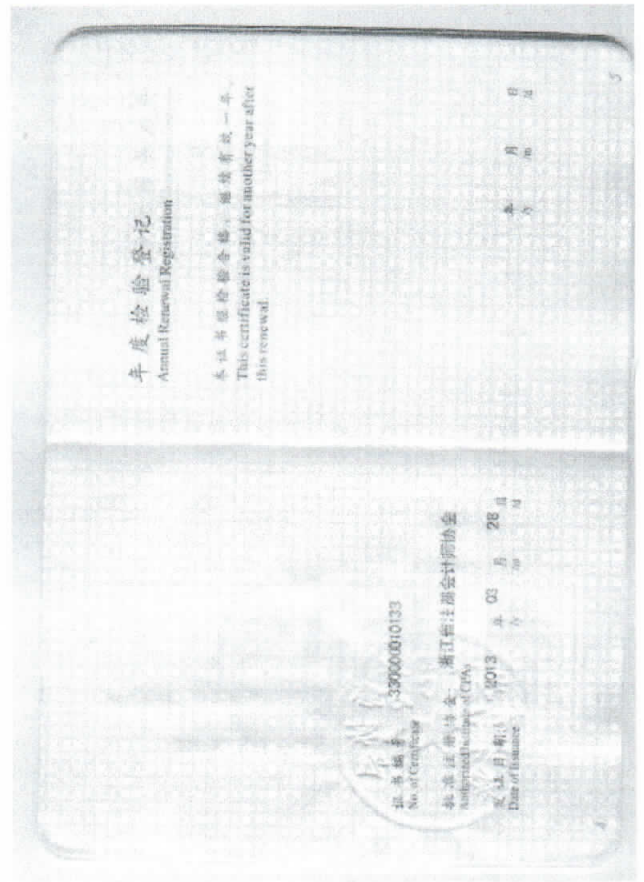 证书编号:
No. of Certificate
330000010133
批准注册协会:
Authorized Institute of CPAs
浙江省注册会计师协会
发证日期:
Date of Issuance
2013 年 03 月 28 日
/y /m /d
4
年度检验登记
Annual Renewal Registration
本证书经检验合格,继续有效一年。
This certificate is valid for another year after
this renewal.
年 月 日
/y /m /d
5